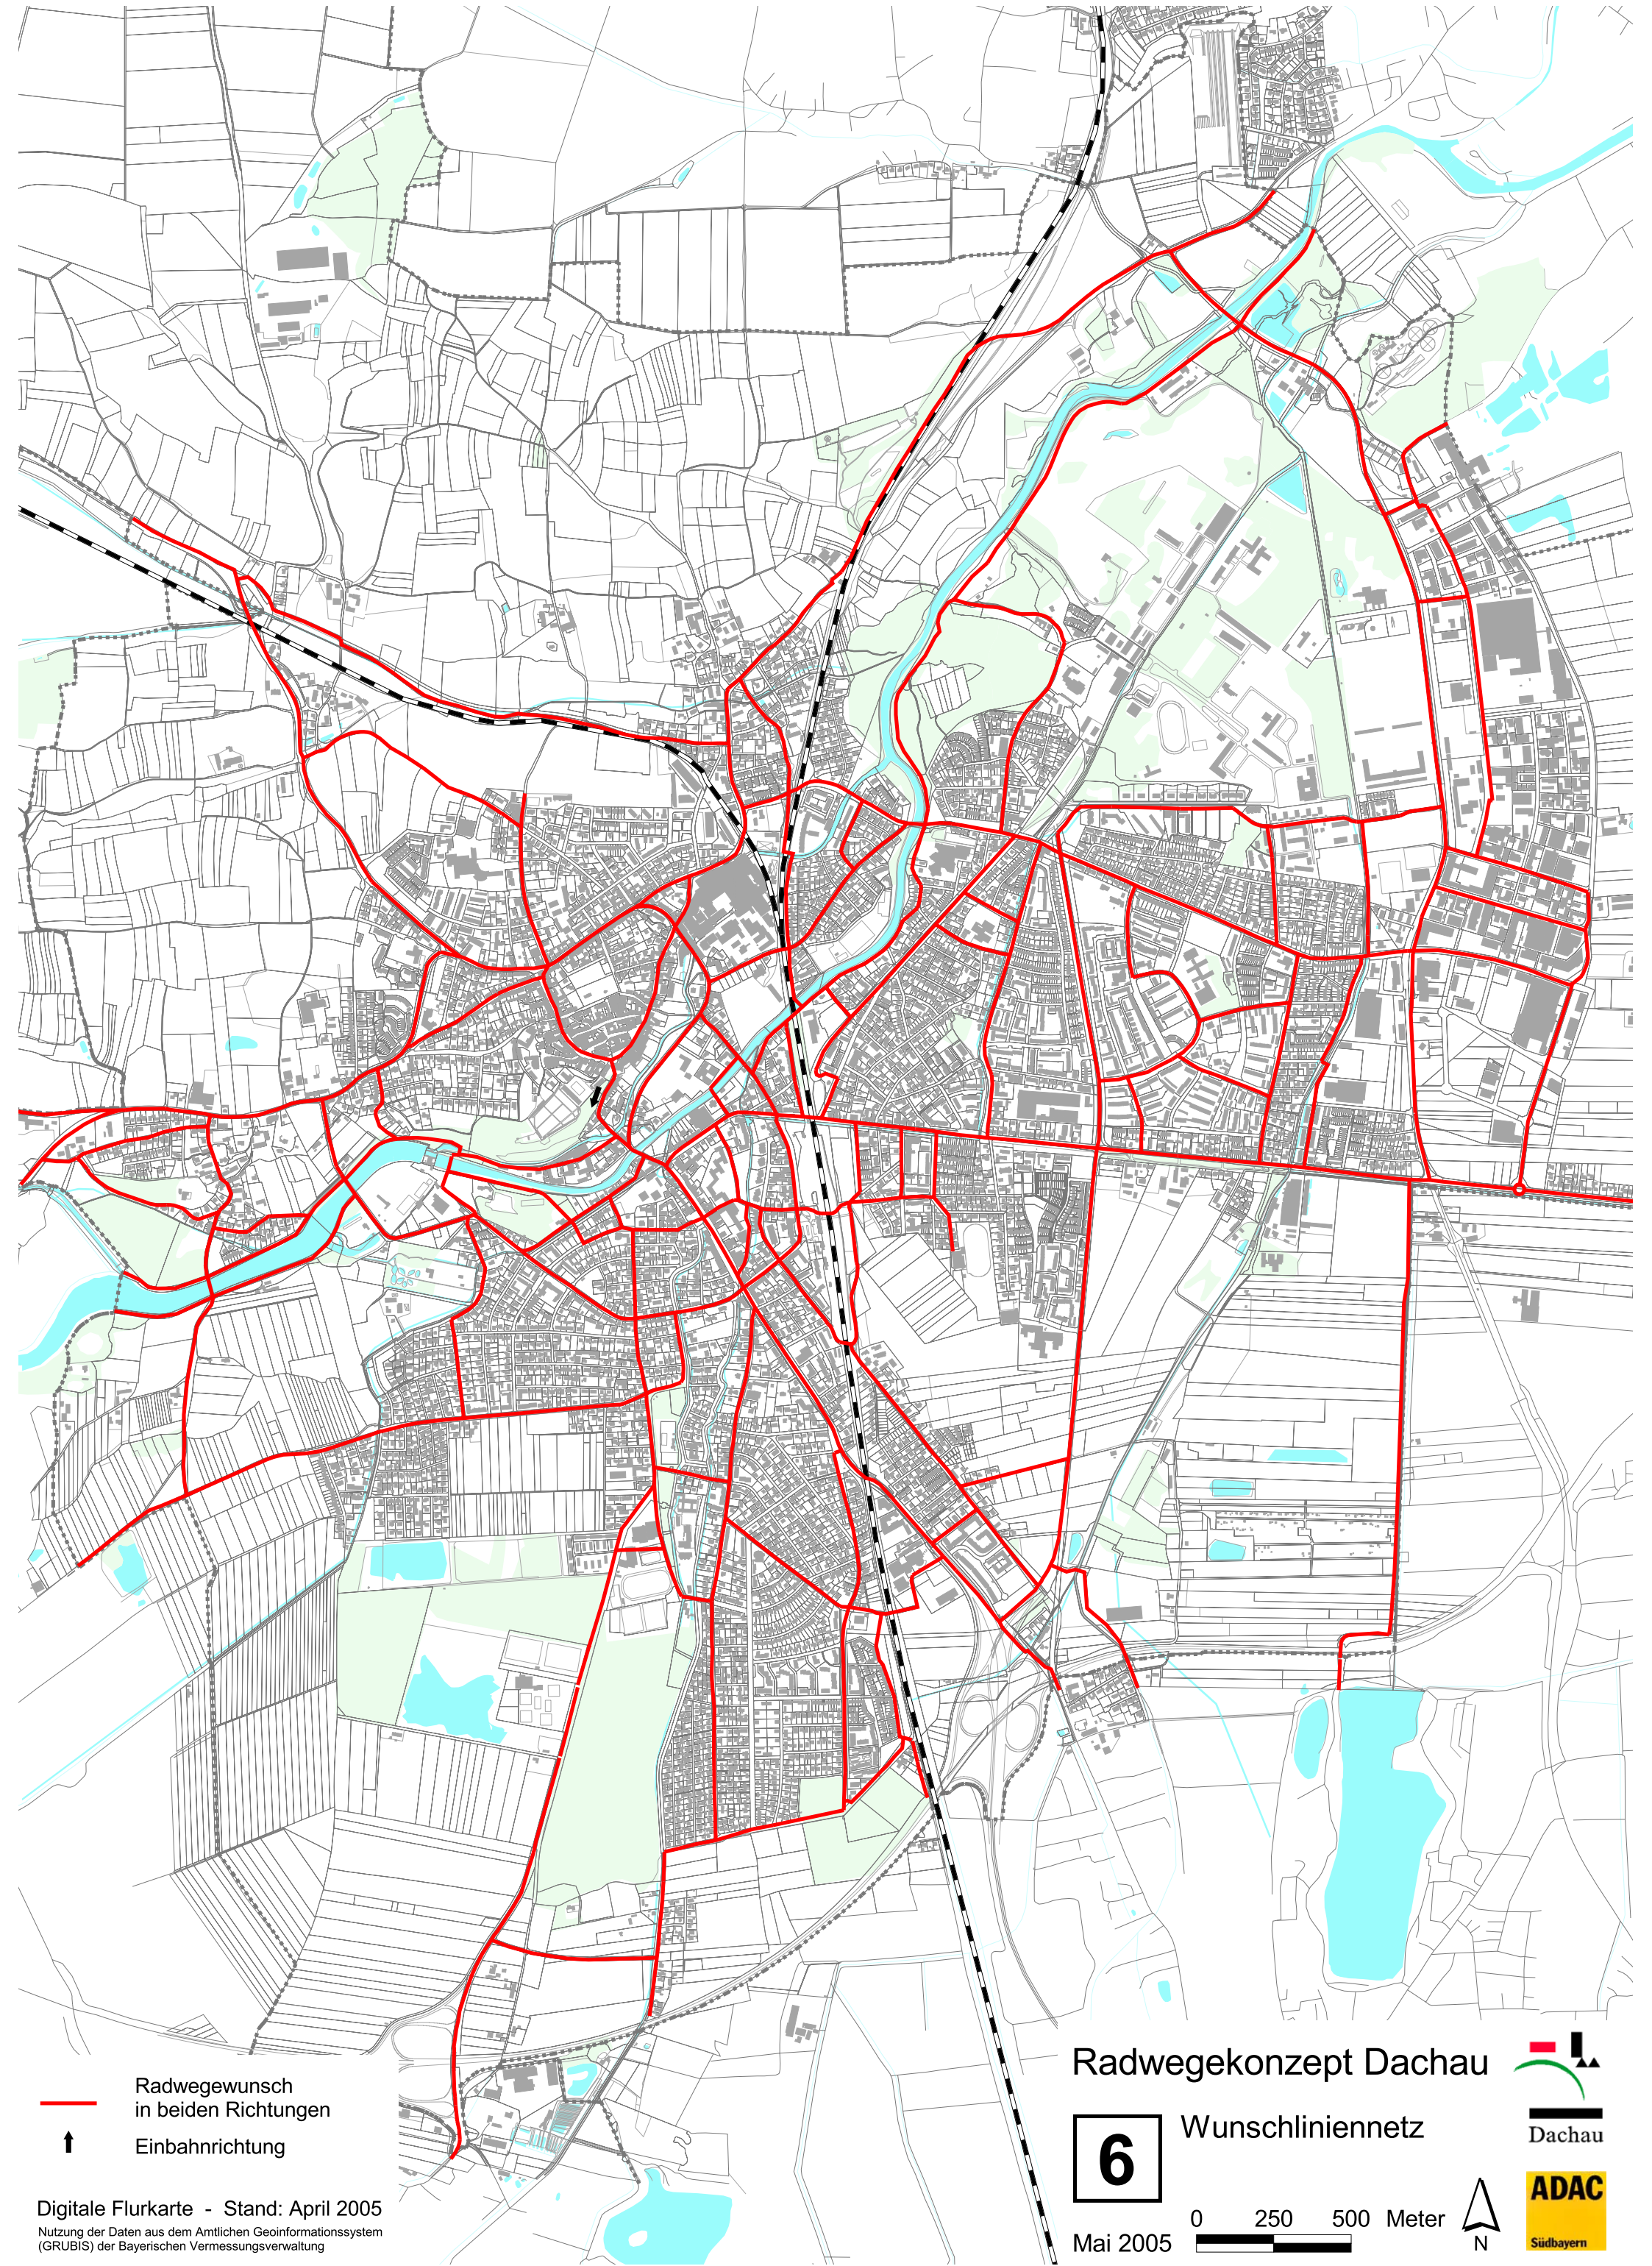 Radwegewunsch
in beiden Richtungen
Einbahnrichtung
Digitale Flurkarte - Stand: April 2005
Nutzung der Daten aus dem Amtlichen Geoinformationssystem
(GRUBIS) der Bayerischen Vermessungsverwaltung
Radwegekonzept Dachau
6
Wunschliniennetz
Mai 2005
0 250 500 Meter
N
Dachau
ADAC
Südbayern